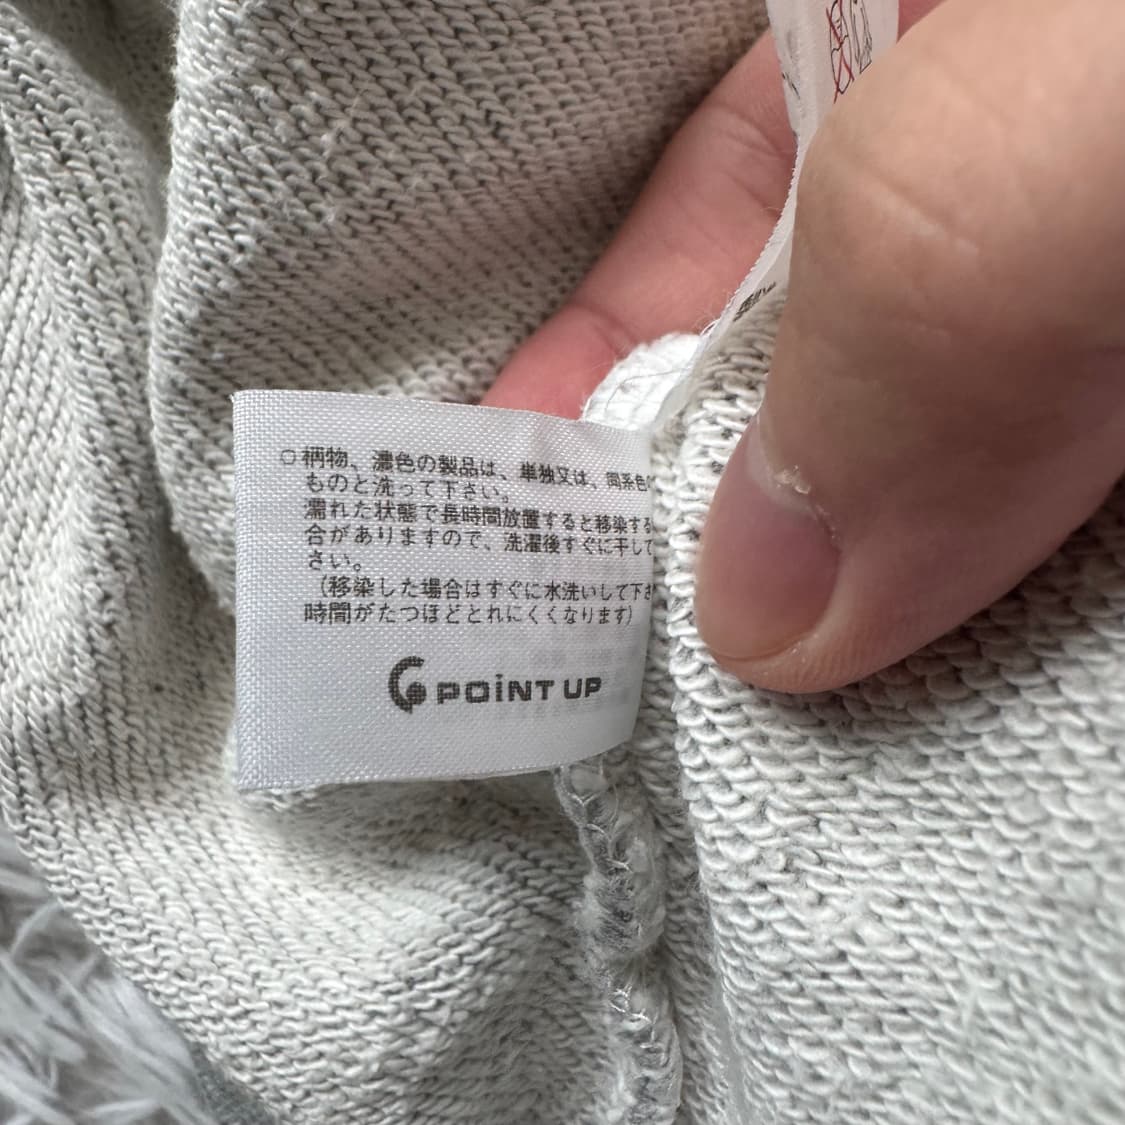 ○柄物、濃色の製品は、単独又は、同系色の
ものと洗って下さい。
濡れた状態で長時間放置すると移染する
合がありますので、洗濯後すぐに干して
さい。
（移染した場合はすぐに水洗いして下さ
時間がたつほどとれにくくなります）
POINT UP